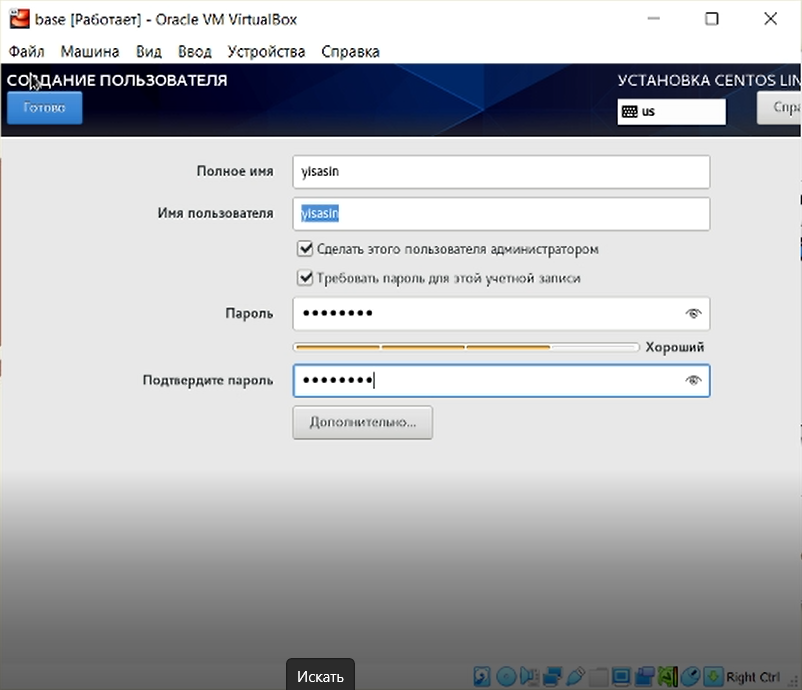 base [Работает] - Oracle VM VirtualBox
Файл Машина Вид Ввод Устройства Справка
СОЗДАНИЕ ПОЛЬЗОВАТЕЛЯ УСТАНОВКА CENTOS LIN
Готово us Спра
Полное имя yisasin
Имя пользователя yisasin
Сделать этого пользователя администратором
Требовать пароль для этой учетной записи
Пароль ••••••••
Хороший
Подтвердите пароль ••••••••
Дополнительно...
Искать Right Ctrl